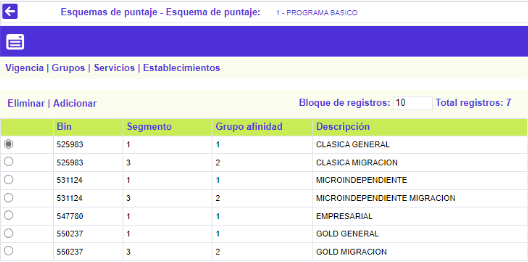 Esquemas de puntaje - Esquema de puntaje: 1 - PROGRAMA BASICO
Vigencia | Grupos | Servicios | Establecimientos
Eliminar | Adicionar Bloque de registros: 10 Total registros: 7
Bin Segmento Grupo afinidad Descripción
525983 1 1 CLASICA GENERAL
525983 3 2 CLASICA MIGRACION
531124 1 1 MICROINDEPENDIENTE
531124 3 2 MICROINDEPENDIENTE MIGRACION
547780 1 1 EMPRESARIAL
550237 1 1 GOLD GENERAL
550237 3 2 GOLD MIGRACION